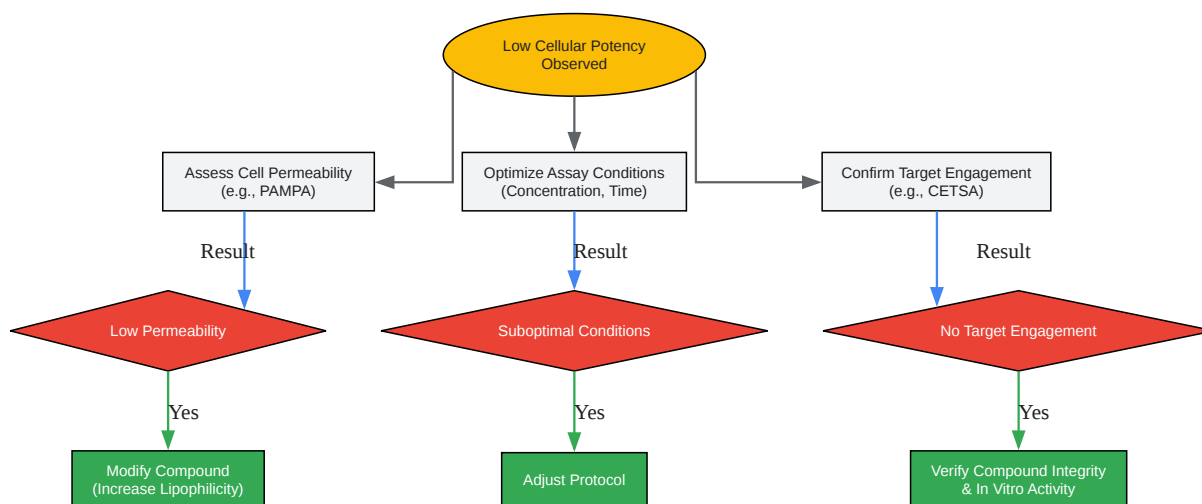 Low Cellular Potency
Observed
Assess Cell Permeability
(e.g., PAMPA)
Optimize Assay Conditions
(Concentration, Time)
Confirm Target Engagement
(e.g., CETSA)
Result
Result
Result
Low Permeability
Suboptimal Conditions
No Target Engagement
Yes
Yes
Yes
Modify Compound
(Increase Lipophilicity)
Adjust Protocol
Verify Compound Integrity
& In Vitro Activity